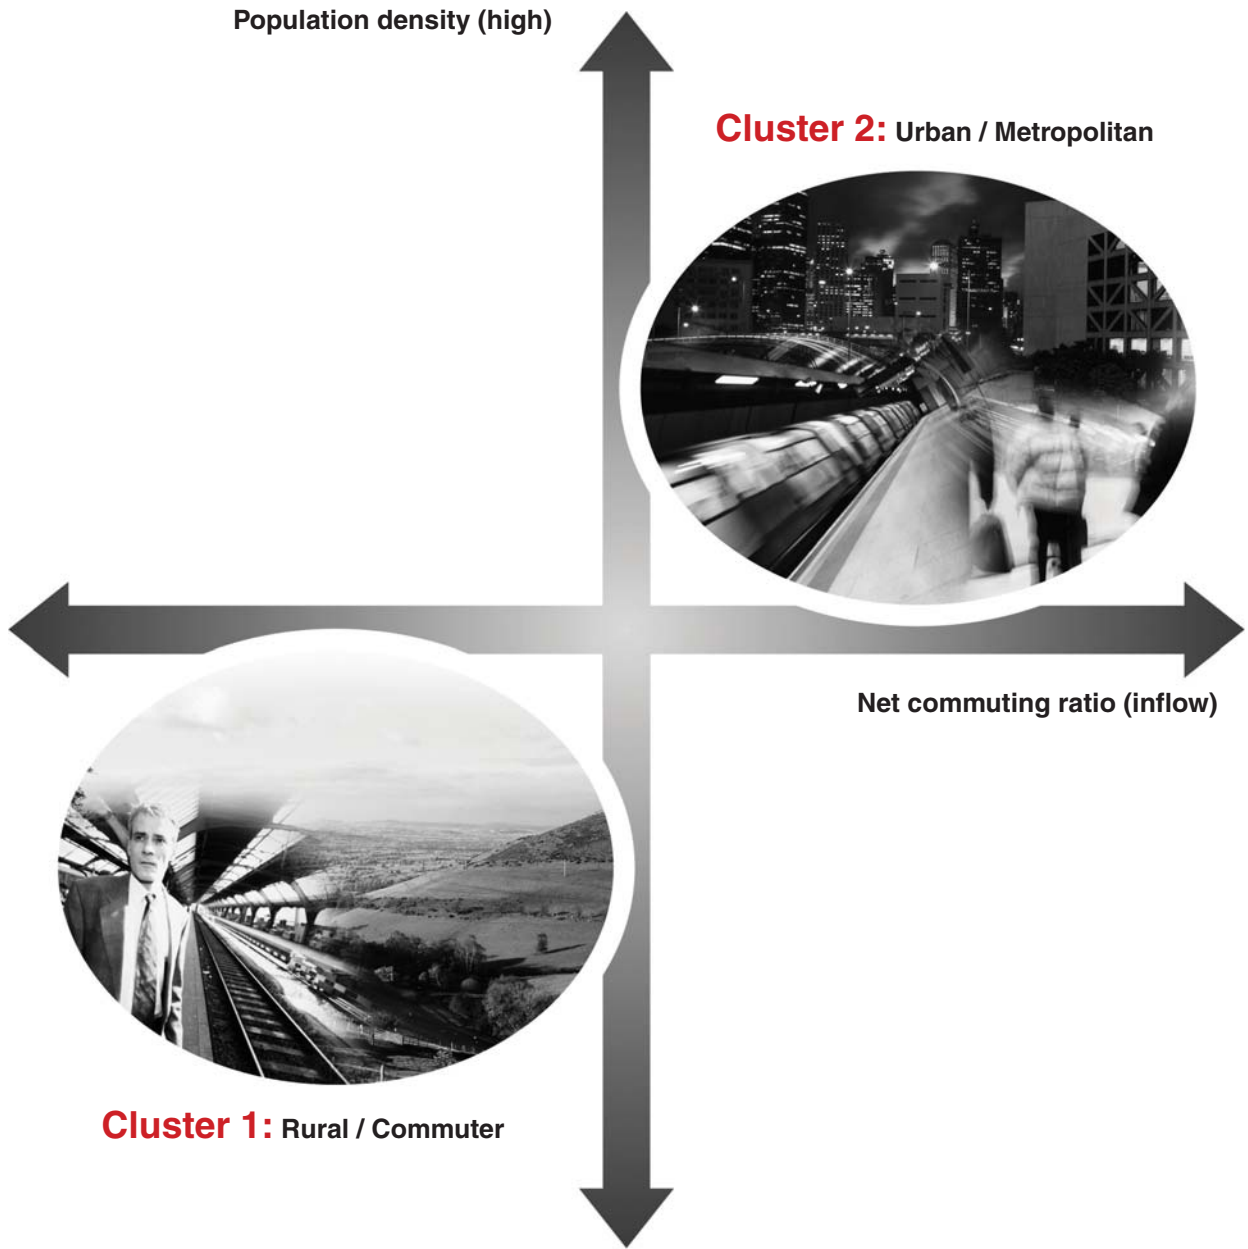 Population density (high)
Cluster 2: Urban / Metropolitan
Net commuting ratio (inflow)
Cluster 1: Rural / Commuter